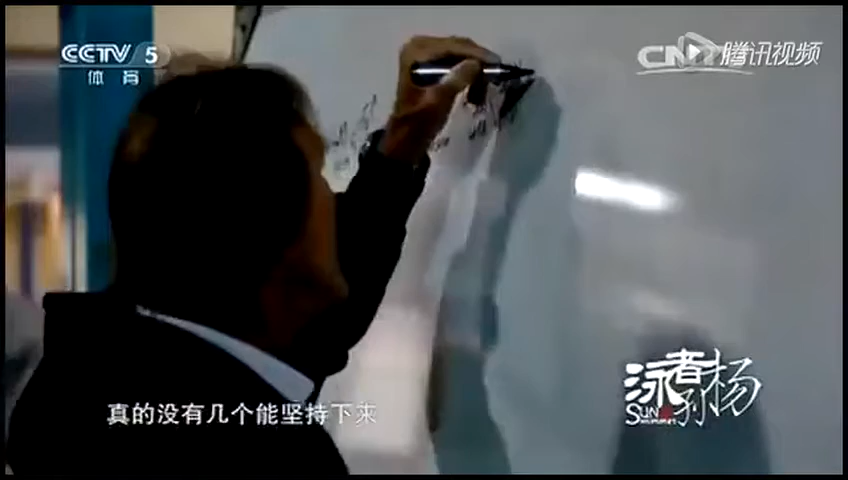 CCTV 5
体育
CNTV 腾讯视频
泳者
孙杨
SUN
Swimmer
真的没有几个能坚持下来